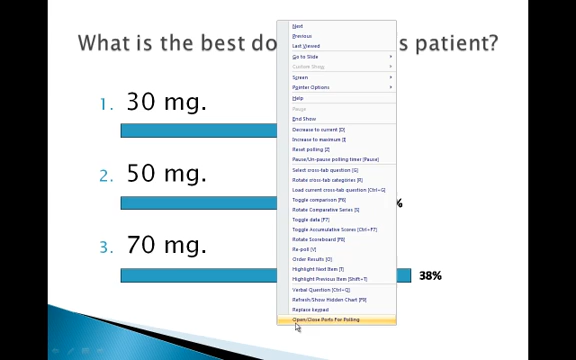 What is the best do s patient?
1. 30 mg.
2. 50 mg.
%
3. 70 mg.
38%
Next
Previous
Last Viewed
Go to Slide
Custom Show
Screen
Pointer Options
Help
Pause
End Show
Decrease to current [D]
Increase to maximum [I]
Reset polling [Z]
Pause/Un-pause polling timer [Pause]
Select cross-tab question [G]
Rotate cross-tab categories [R]
Load current cross-tab question [Ctrl+G]
Toggle comparison [F6]
Rotate Comparative Series [S]
Toggle data [F7]
Toggle Accumulative Scores [Ctrl+F7]
Rotate Scoreboard [F8]
Re-poll [V]
Order Results [O]
Highlight Next Item [T]
Highlight Previous Item [Shift+T]
Verbal Question [Ctrl+Q]
Refresh/Show Hidden Chart [F9]
Replace keypad
Open/Close Ports For Polling